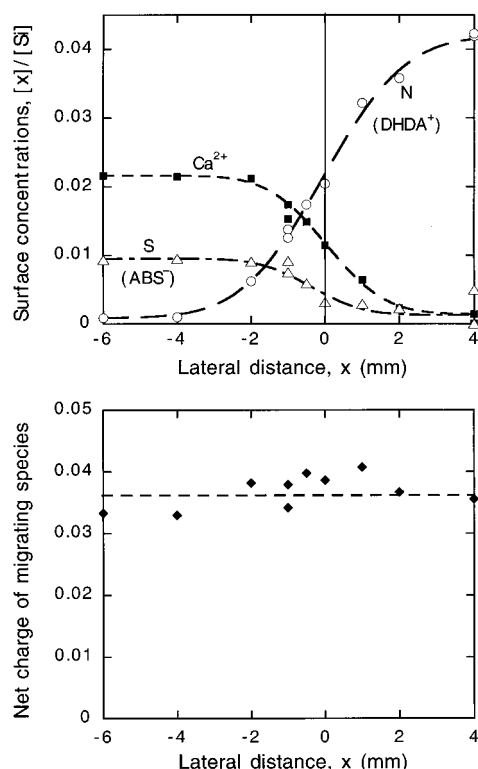 Surface concentrations, [x]/[Si]
0.04
0.03
0.02
0.01
0
N
(DHDA⁺)
Ca²⁺
S
(ABS⁻)
-6 -4 -2 0 2 4
Lateral distance, x (mm)
Net charge of migrating species
0.05
0.04
0.03
0.02
0.01
0
-6 -4 -2 0 2 4
Lateral distance, x (mm)